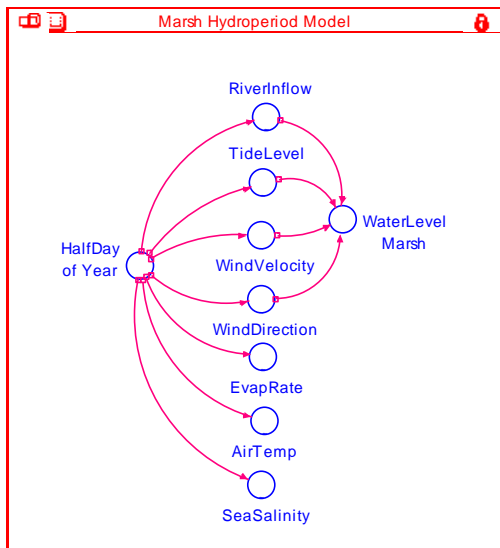 Marsh Hydroperiod Model
RiverInflow
TideLevel
WaterLevel
Marsh
HalfDay
of Year
WindVelocity
WindDirection
EvapRate
AirTemp
SeaSalinity